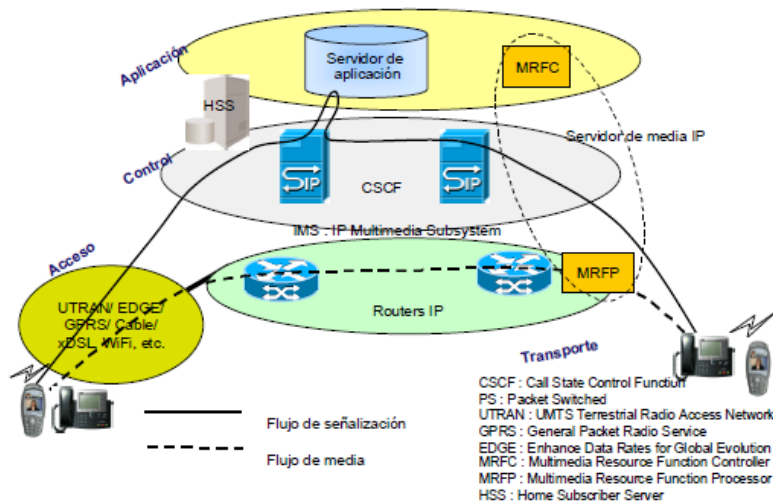 Aplicación
Servidor de
aplicación
MRFC
HSS
Servidor de media IP
Control
SIP
CSCF
SIP
IMS : IP Multimedia Subsystem
Acceso
MRFP
UTRAN/ EDGE/
GPRS/ Cable/
xDSL, WiFi, etc.
Routers IP
Transporte
Flujo de señalización
Flujo de media
CSCF : Call State Control Function
PS : Packet Switched
UTRAN : UMTS Terrestrial Radio Access Network
GPRS : General Packet Radio Service
EDGE : Enhance Data Rates for Global Evolution
MRFC : Multimedia Resource Function Controller
MRFP : Multimedia Resource Function Processor
HSS : Home Subscriber Server